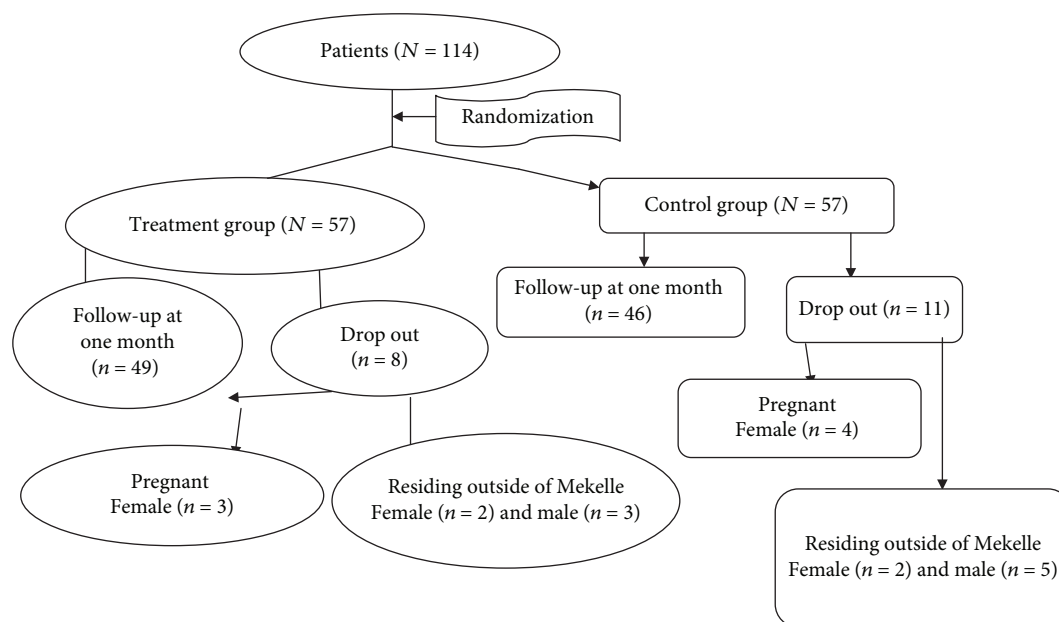 Patients (N = 114)
Randomization
Treatment group (N = 57)
Control group (N = 57)
Follow-up at
one month
(n = 49)
Drop out
(n = 8)
Follow-up at one month
(n = 46)
Drop out (n = 11)
Pregnant
Female (n = 3)
Residing outside of Mekelle
Female (n = 2) and male (n = 3)
Pregnant
Female (n = 4)
Residing outside of Mekelle
Female (n = 2) and male (n = 5)